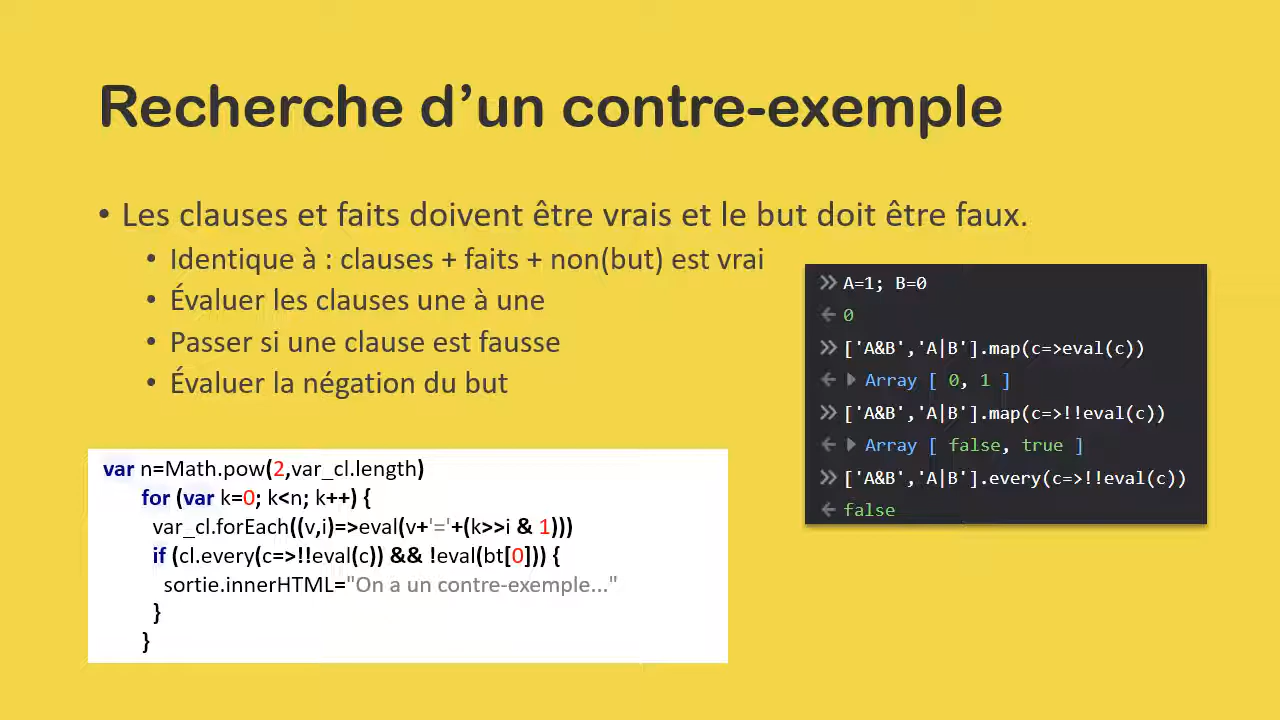 Recherche d’un contre-exemple
• Les clauses et faits doivent être vrais et le but doit être faux.
• Identique à : clauses + faits + non(but) est vrai
• Évaluer les clauses une à une
• Passer si une clause est fausse
• Évaluer la négation du but
var n=Math.pow(2,var_cl.length)
for (var k=0; k<n; k++) {
var_cl.forEach((v,i)=>eval(v+'='+(k>>i & 1)))
if (cl.every(c=>!!eval(c)) && !eval(bt[0])) {
sortie.innerHTML="On a un contre-exemple..."
}
}
A=1; B=0
0
['A&B','A|B'].map(c=>eval(c))
Array [ 0, 1 ]
['A&B','A|B'].map(c=>!!eval(c))
Array [ false, true ]
['A&B','A|B'].every(c=>!!eval(c))
false